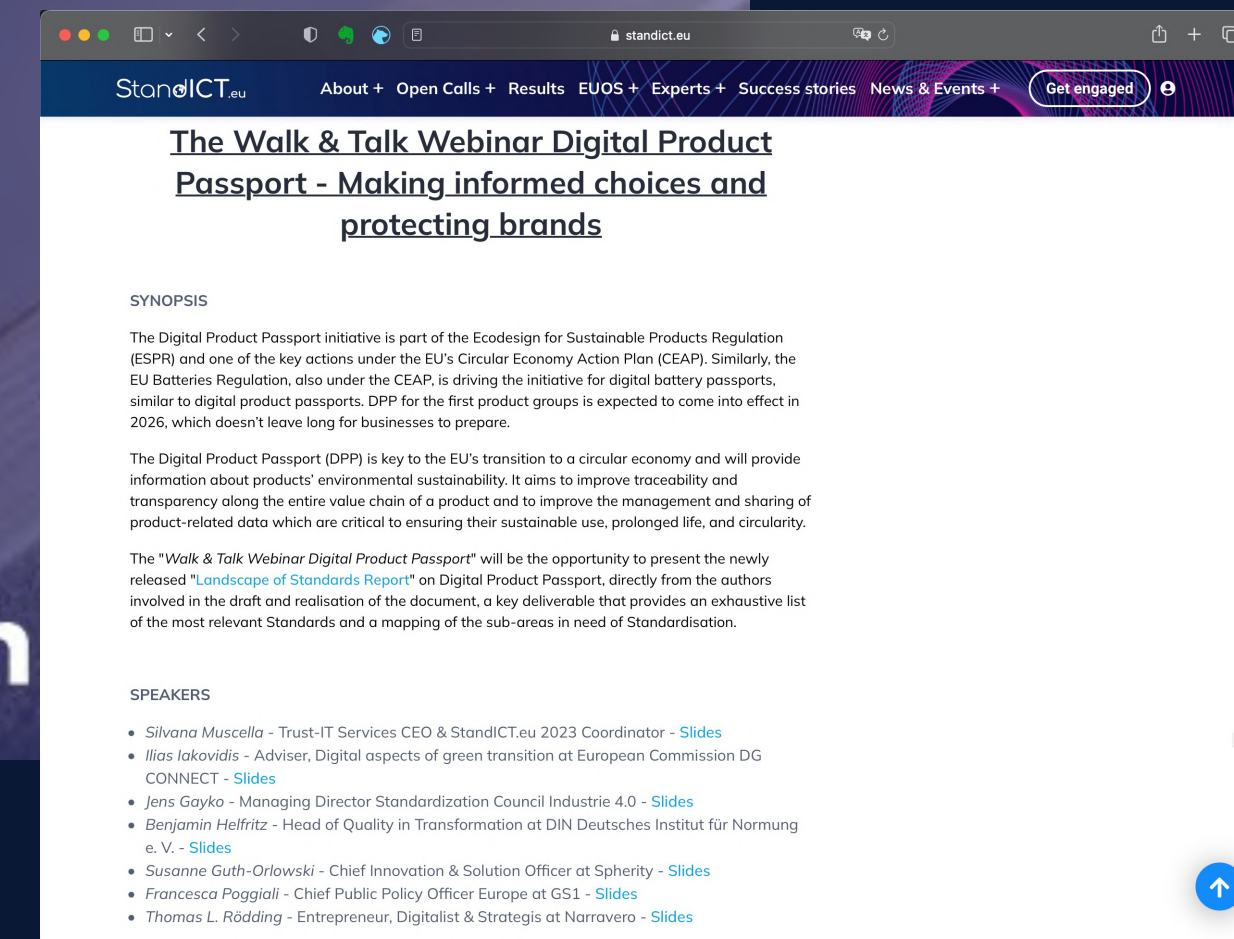 standict.eu
StandICT.eu
About + Open Calls + Results EUOS + Experts + Success stories News & Events + Get engaged
The Walk & Talk Webinar Digital Product
Passport - Making informed choices and
protecting brands
SYNOPSIS
The Digital Product Passport initiative is part of the Ecodesign for Sustainable Products Regulation
(ESPR) and one of the key actions under the EU’s Circular Economy Action Plan (CEAP). Similarly, the
EU Batteries Regulation, also under the CEAP, is driving the initiative for digital battery passports,
similar to digital product passports. DPP for the first product groups is expected to come into effect in
2026, which doesn’t leave long for businesses to prepare.
The Digital Product Passport (DPP) is key to the EU’s transition to a circular economy and will provide
information about products’ environmental sustainability. It aims to improve traceability and
transparency along the entire value chain of a product and to improve the management and sharing of
product-related data which are critical to ensuring their sustainable use, prolonged life, and circularity.
The "Walk & Talk Webinar Digital Product Passport" will be the opportunity to present the newly
released "Landscape of Standards Report" on Digital Product Passport, directly from the authors
involved in the draft and realisation of the document, a key deliverable that provides an exhaustive list
of the most relevant Standards and a mapping of the sub-areas in need of Standardisation.
SPEAKERS
• Silvana Muscella - Trust-IT Services CEO & StandICT.eu 2023 Coordinator - Slides
• Ilias Iakovidis - Adviser, Digital aspects of green transition at European Commission DG
CONNECT - Slides
• Jens Gayko - Managing Director Standardization Council Industrie 4.0 - Slides
• Benjamin Helfritz - Head of Quality in Transformation at DIN Deutsches Institut für Normung
e. V. - Slides
• Susanne Guth-Orlowski - Chief Innovation & Solution Officer at Spherity - Slides
• Francesca Poggiali - Chief Public Policy Officer Europe at GS1 - Slides
• Thomas L. Rödding - Entrepreneur, Digitalist & Strategis at Narravero - Slides